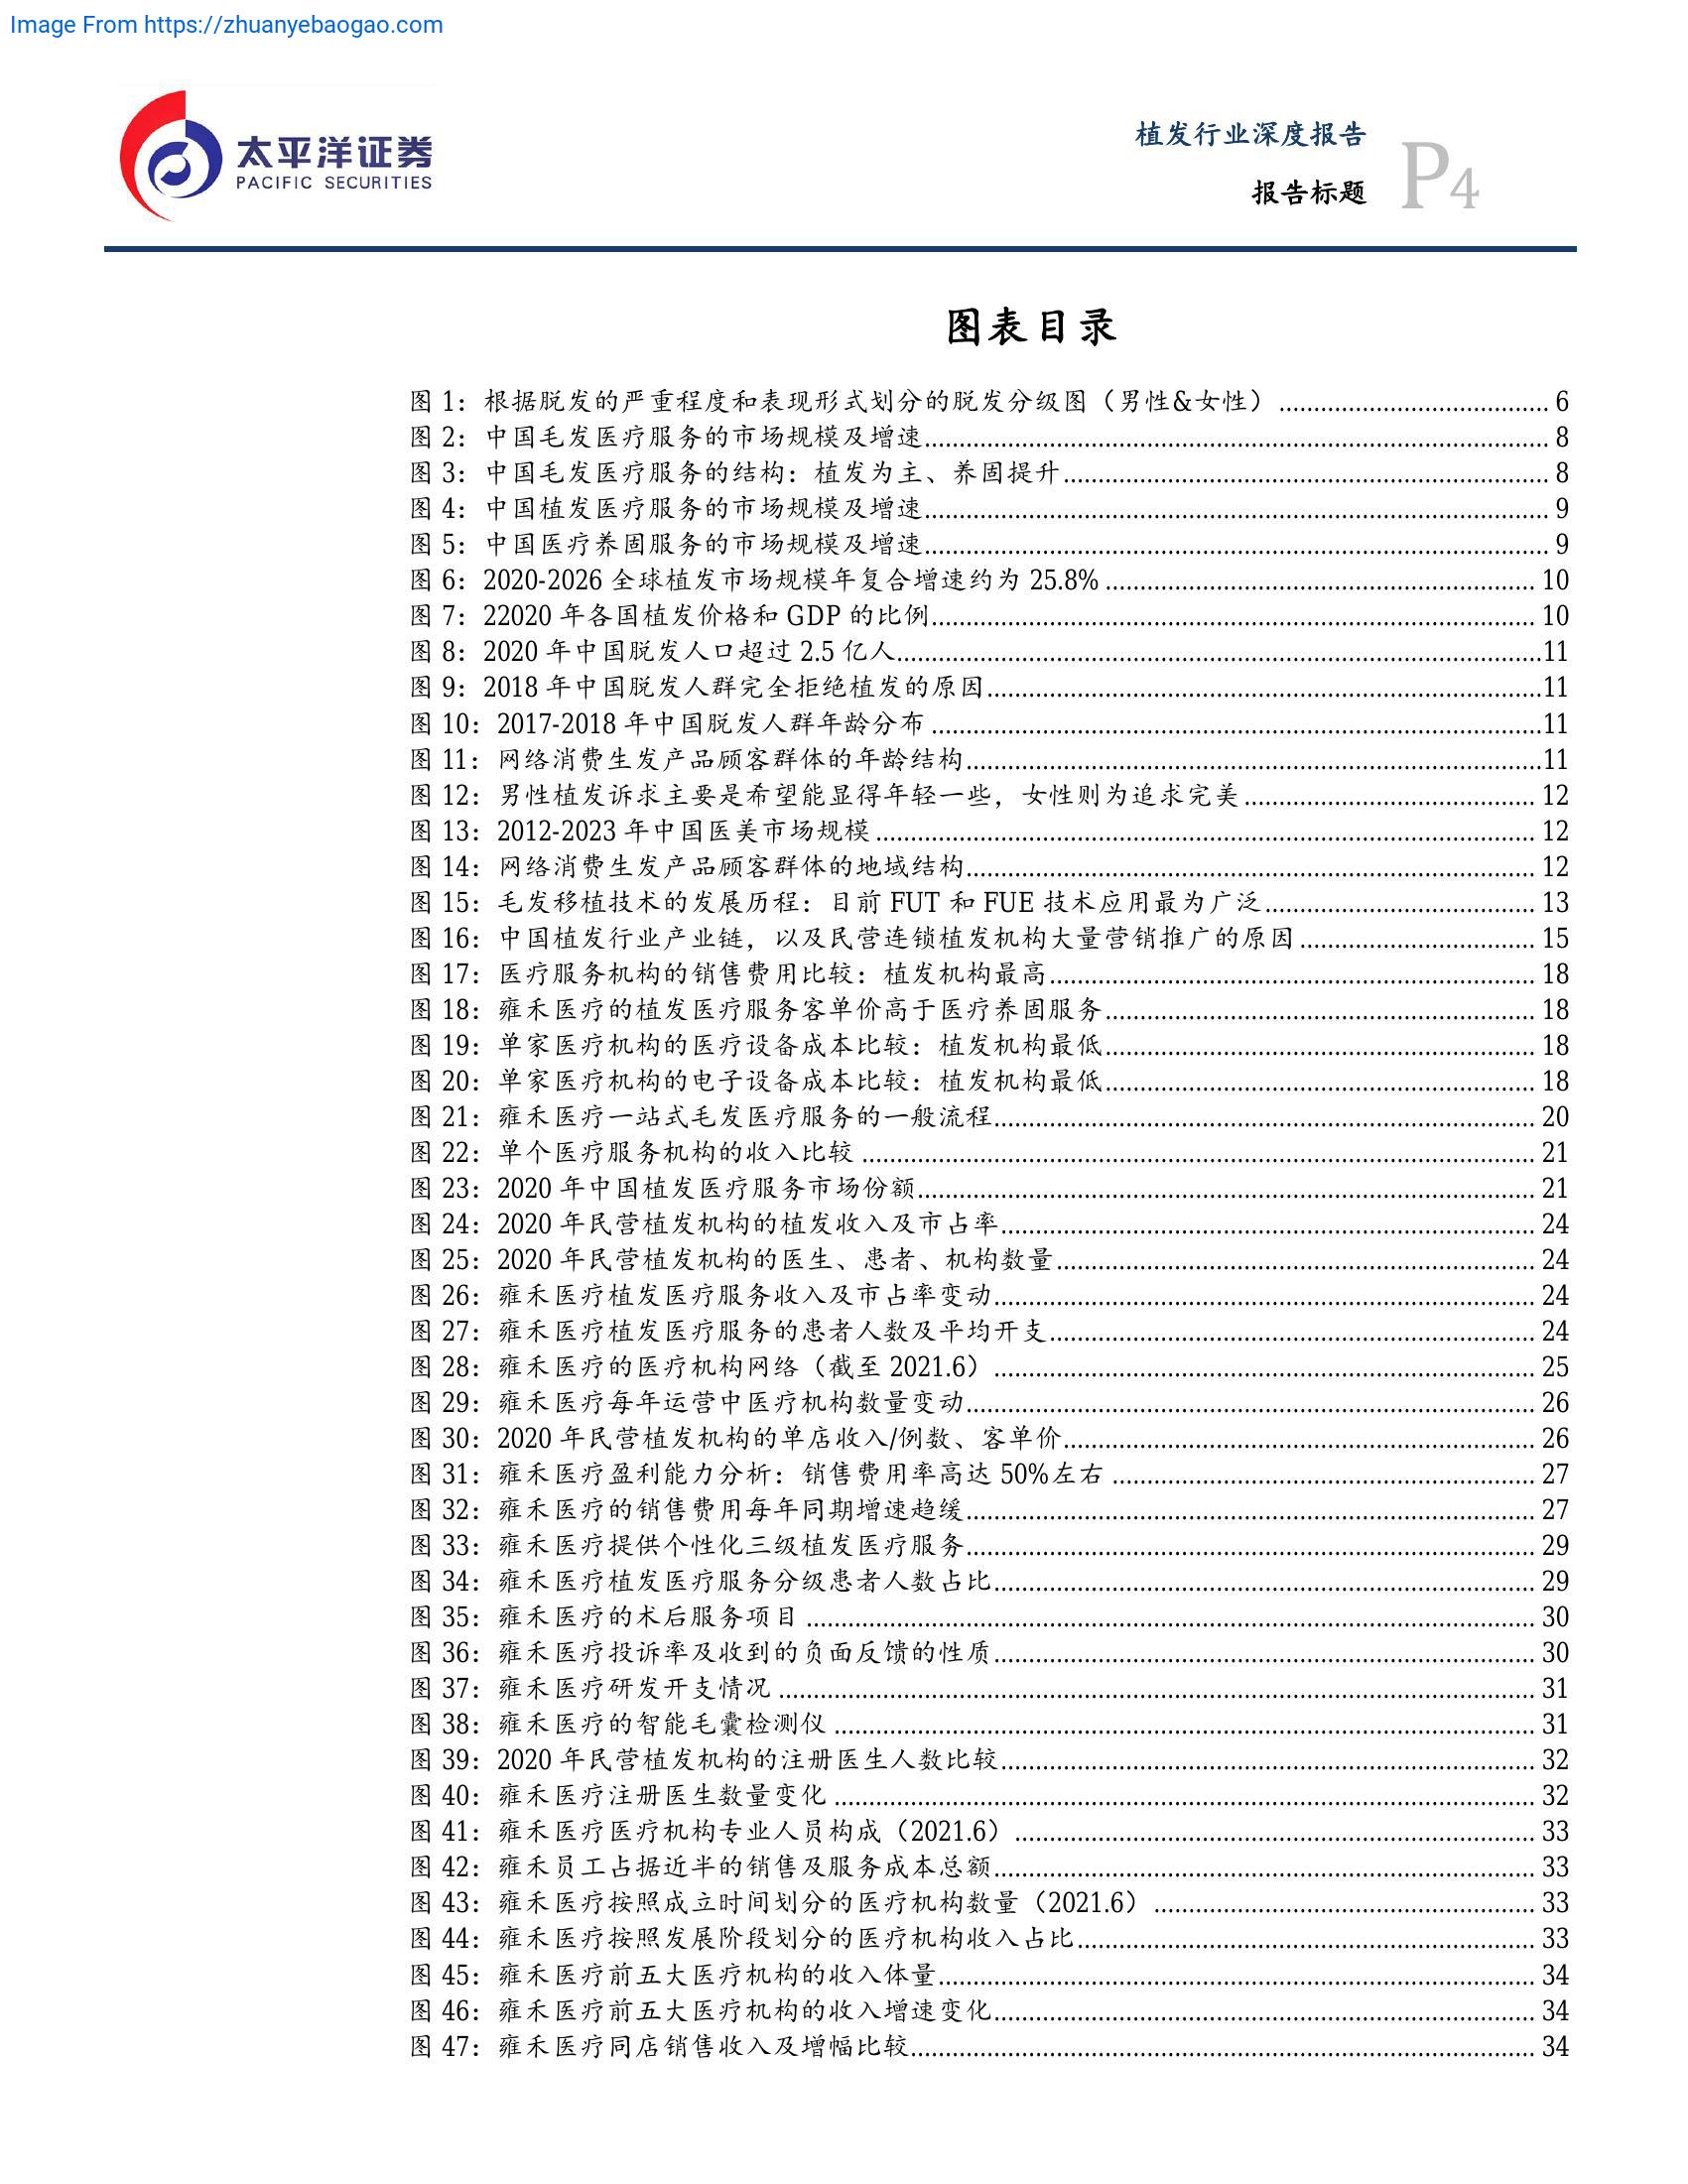 Image From https://zhuanyebaogao.com
太平洋证券
PACIFIC SECURITIES
植发行业深度报告
报告标题
P4
图表目录
图 1：根据脱发的严重程度和表现形式划分的脱发分级图（男性&女性）....................................... 6
图 2：中国毛发医疗服务的市场规模及增速.......................................................................................... 8
图 3：中国毛发医疗服务的结构：植发为主、养固提升...................................................................... 8
图 4：中国植发医疗服务的市场规模及增速.......................................................................................... 9
图 5：中国医疗养固服务的市场规模及增速.......................................................................................... 9
图 6：2020-2026 全球植发市场规模年复合增速约为 25.8%.............................................................. 10
图 7：22020 年各国植发价格和 GDP 的比例....................................................................................... 10
图 8：2020 年中国脱发人口超过 2.5 亿人.............................................................................................11
图 9：2018 年中国脱发人群完全拒绝植发的原因................................................................................11
图 10：2017-2018 年中国脱发人群年龄分布........................................................................................11
图 11：网络消费生发产品顾客群体的年龄结构...................................................................................11
图 12：男性植发诉求主要是希望能显得年轻一些，女性则为追求完美.......................................... 12
图 13：2012-2023 年中国医美市场规模............................................................................................... 12
图 14：网络消费生发产品顾客群体的地域结构.................................................................................. 12
图 15：毛发移植技术的发展历程：目前 FUT 和 FUE 技术应用最为广泛....................................... 13
图 16：中国植发行业产业链，以及民营连锁植发机构大量营销推广的原因.................................. 15
图 17：医疗服务机构的销售费用比较：植发机构最高...................................................................... 18
图 18：雍禾医疗的植发医疗服务客单价高于医疗养固服务.............................................................. 18
图 19：单家医疗机构的医疗设备成本比较：植发机构最低.............................................................. 18
图 20：单家医疗机构的电子设备成本比较：植发机构最低.............................................................. 18
图 21：雍禾医疗一站式毛发医疗服务的一般流程.............................................................................. 20
图 22：单个医疗服务机构的收入比较................................................................................................. 21
图 23：2020 年中国植发医疗服务市场份额......................................................................................... 21
图 24：2020 年民营植发机构的植发收入及市占率............................................................................. 24
图 25：2020 年民营植发机构的医生、患者、机构数量..................................................................... 24
图 26：雍禾医疗植发医疗服务收入及市占率变动.............................................................................. 24
图 27：雍禾医疗植发医疗服务的患者人数及平均开支...................................................................... 24
图 28：雍禾医疗的医疗机构网络（截至 2021.6）.............................................................................. 25
图 29：雍禾医疗每年运营中医疗机构数量变动.................................................................................. 26
图 30：2020 年民营植发机构的单店收入/例数、客单价.................................................................... 26
图 31：雍禾医疗盈利能力分析：销售费用率高达 50%左右............................................................. 27
图 32：雍禾医疗的销售费用每年同期增速趋缓.................................................................................. 27
图 33：雍禾医疗提供个性化三级植发医疗服务.................................................................................. 29
图 34：雍禾医疗植发医疗服务分级患者人数占比.............................................................................. 29
图 35：雍禾医疗的术后服务项目......................................................................................................... 30
图 36：雍禾医疗投诉率及收到的负面反馈的性质.............................................................................. 30
图 37：雍禾医疗研发开支情况............................................................................................................. 31
图 38：雍禾医疗的智能毛囊检测仪..................................................................................................... 31
图 39：2020 年民营植发机构的注册医生人数比较............................................................................. 32
图 40：雍禾医疗注册医生数量变化..................................................................................................... 32
图 41：雍禾医疗医疗机构专业人员构成（2021.6）........................................................................... 33
图 42：雍禾员工占据近半的销售及服务成本总额.............................................................................. 33
图 43：雍禾医疗按照成立时间划分的医疗机构数量（2021.6）....................................................... 33
图 44：雍禾医疗按照发展阶段划分的医疗机构收入占比.................................................................. 33
图 45：雍禾医疗前五大医疗机构的收入体量...................................................................................... 34
图 46：雍禾医疗前五大医疗机构的收入增速变化.............................................................................. 34
图 47：雍禾医疗同店销售收入及增幅比较.......................................................................................... 34